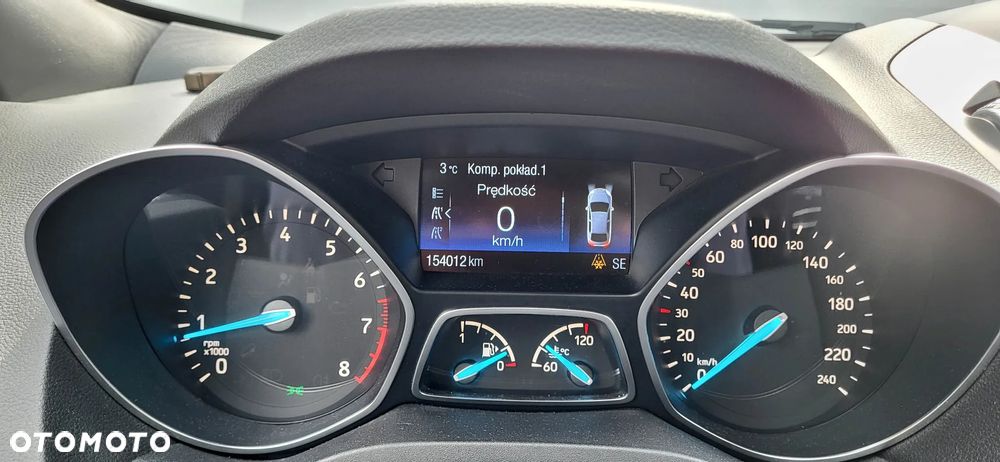 3 °C Komp. pokład.1
Prędkość
0
km/h
154012 km
SE
0 1 2 3 4 5 6 7 8
rpm
x1000
1 0
60 120
°C
0 10 20 30 40 50 60 80 100 120 140 160 180 200 220 240
km/h
OTOMOTO